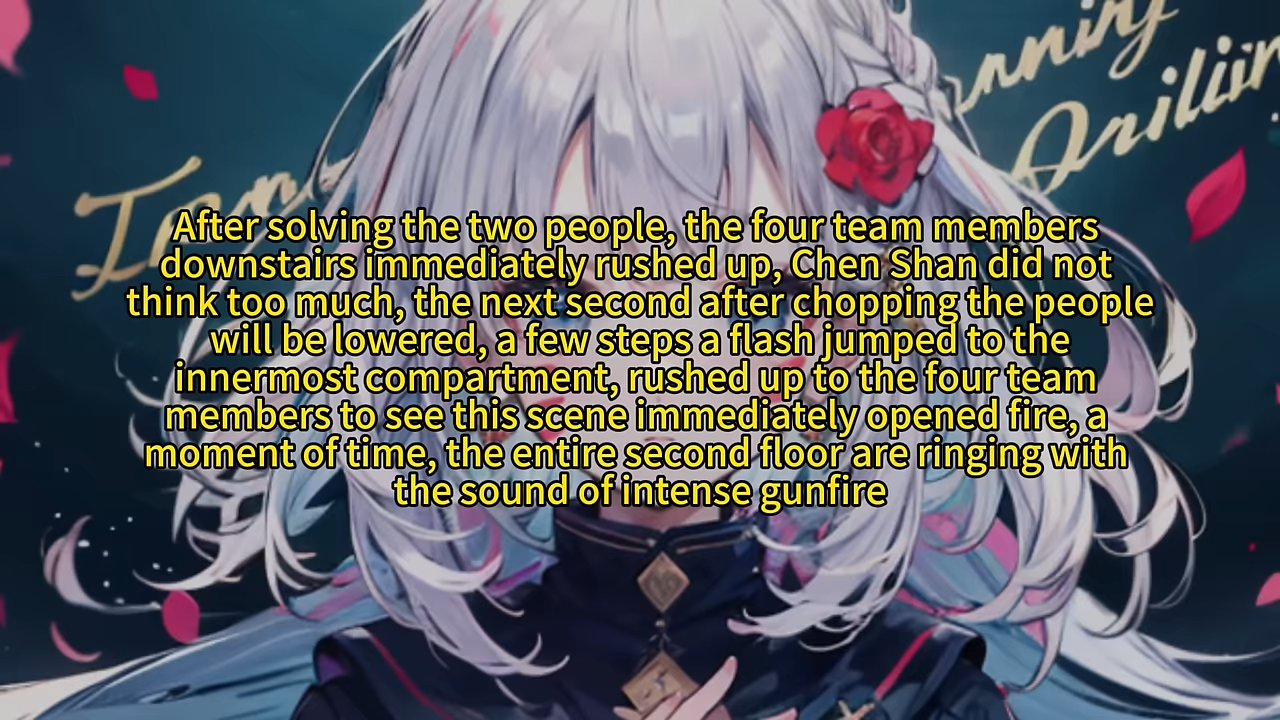 After solving the two people, the four team members
downstairs immediately rushed up, Chen Shan did not
think too much, the next second after chopping the people
will be lowered, a few steps a flash jumped to the
innermost compartment, rushed up to the four team
members to see this scene immediately opened fire, a
moment of time, the entire second floor are ringing with
the sound of intense gunfire